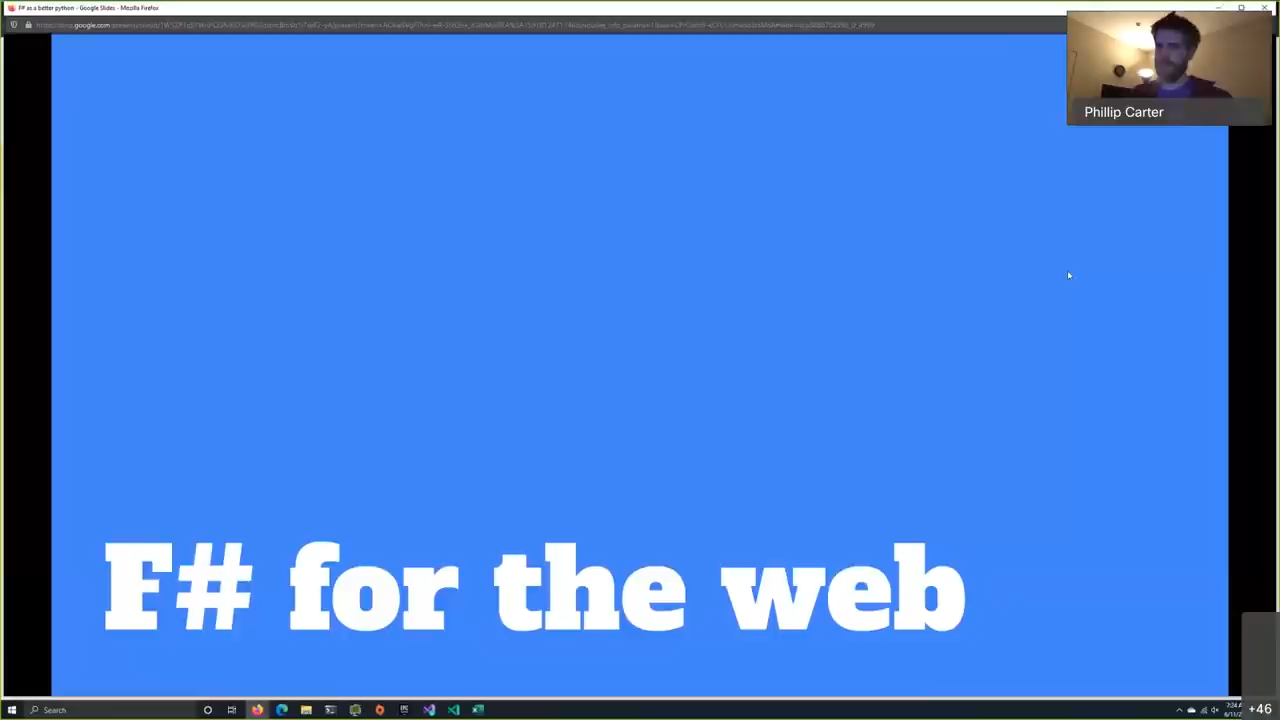 F# as a better python - Google Slides - Mozilla Firefox
Phillip Carter
F# for the web
Search
+46